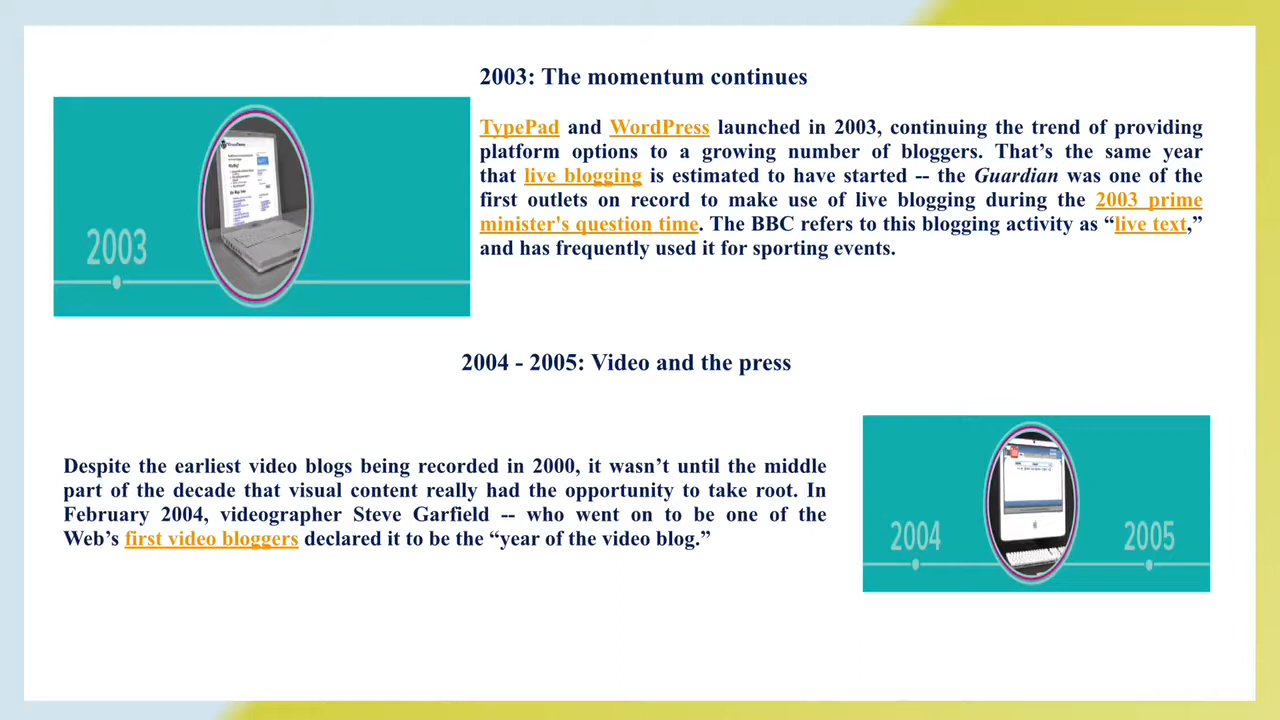 2003: The momentum continues
TypePad and WordPress launched in 2003, continuing the trend of providing
platform options to a growing number of bloggers. That’s the same year
that live blogging is estimated to have started -- the Guardian was one of the
first outlets on record to make use of live blogging during the 2003 prime
minister's question time. The BBC refers to this blogging activity as “live text,”
and has frequently used it for sporting events.
2003
2004 - 2005: Video and the press
Despite the earliest video blogs being recorded in 2000, it wasn’t until the middle
part of the decade that visual content really had the opportunity to take root. In
February 2004, videographer Steve Garfield -- who went on to be one of the
Web’s first video bloggers declared it to be the “year of the video blog.”
2004
2005